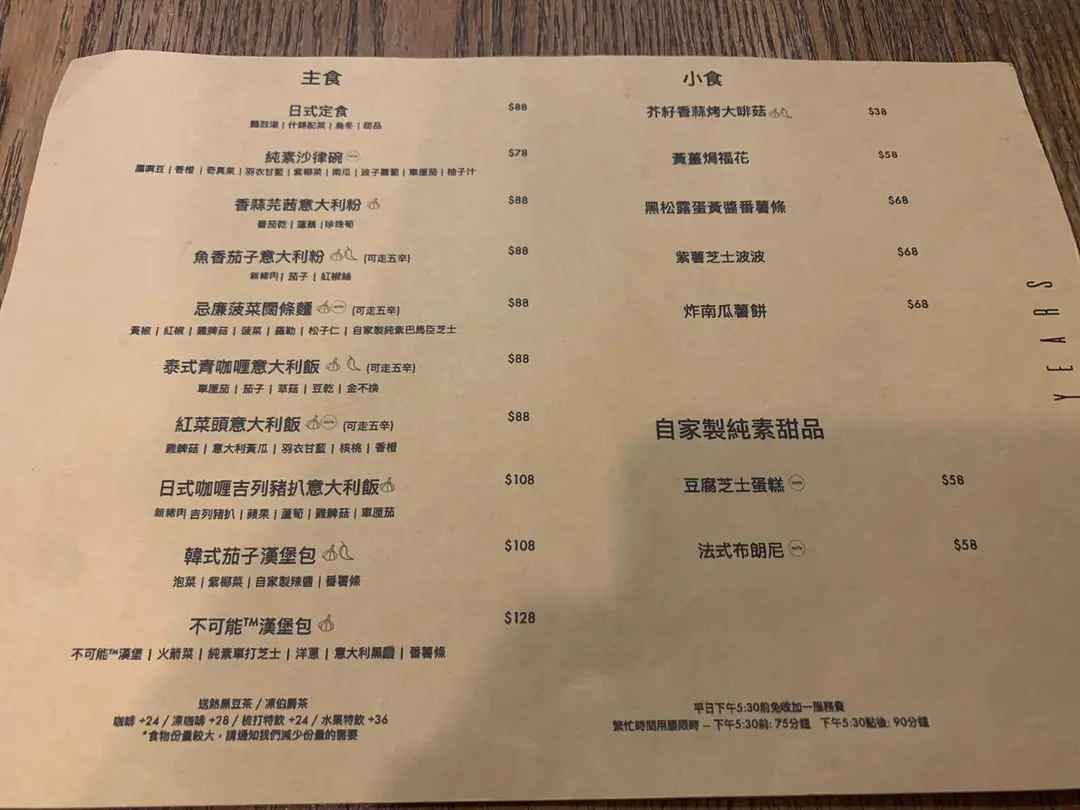 主食
日式定食 $88
麵豉湯 | 什錦配菜 | 烏冬 | 甜品
純素沙律碗 $78
鷹嘴豆 | 香橙 | 奇異果 | 羽衣甘藍 | 紫椰菜 | 南瓜 | 波子蘿蔔 | 車厘茄 | 柚子汁
香蒜芫茜意大利粉 $88
番茄乾 | 蓮藕 | 珍珠筍
魚香茄子意大利粉 (可走五辛) $88
新豬肉 | 茄子 | 紅椒絲
忌廉菠菜闊條麵 (可走五辛) $88
黃椒 | 紅椒 | 雞髀菇 | 菠菜 | 羅勒 | 松子仁 | 自家製純素巴馬臣芝士
泰式青咖喱意大利飯 (可走五辛) $88
車厘茄 | 茄子 | 草菇 | 豆乾 | 金不換
紅菜頭意大利飯 (可走五辛) $88
雞髀菇 | 意大利黃瓜 | 羽衣甘藍 | 核桃 | 香橙
日式咖喱吉列豬扒意大利飯 $108
新豬肉吉列豬扒 | 蘋果 | 蘆筍 | 雞髀菇 | 車厘茄
韓式茄子漢堡包 $108
泡菜 | 紫椰菜 | 自家製辣醬 | 番薯條
不可能™漢堡包 $128
不可能™漢堡 | 火箭菜 | 純素車打芝士 | 洋蔥 | 意大利黑醋 | 番薯條
送熱黑豆茶 / 凍伯爵茶
咖啡 +24 / 凍咖啡 +28 / 梳打特飲 +24 / 水果特飲 +36
*食物份量較大，請通知我們減少份量的需要
小食
芥籽香蒜烤大啡菇 $38
黃薑焗福花 $58
黑松露蛋黃醬番薯條 $68
紫薯芝士波波 $68
炸南瓜薯餅 $68
自家製純素甜品
豆腐芝士蛋糕 $58
法式布朗尼 $58
平日下午5:30前免收加一服務費
繁忙時間用膳限時 – 下午5:30前: 75分鐘 下午5:30點後: 90分鐘
YEARS